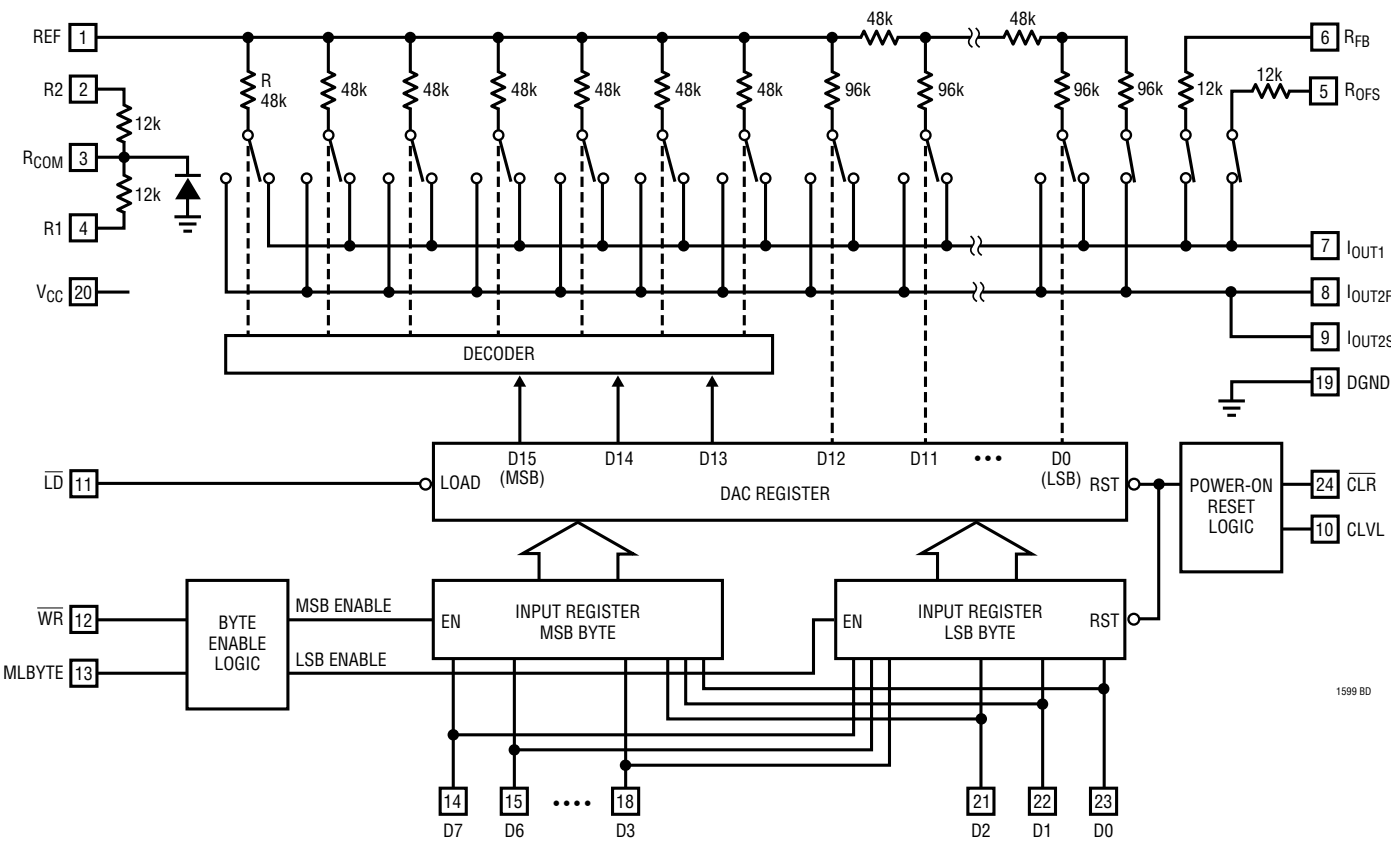 48k 48k
REF 1
6 RFB
R2 2
R
48k
48k
48k
48k
48k
48k
48k
96k
96k
96k
96k
12k
12k
5 ROFS
12k
RCOM 3
12k
R1 4
7 IOUT1
VCC 20
8 IOUT2F
9 IOUT2S
DECODER
19 DGND
D15
(MSB)
D14
D13
D12
D11
•••
D0
(LSB)
LD 11
LOAD
DAC REGISTER
RST
POWER-ON
RESET
LOGIC
24 CLR
10 CLVL
WR 12
MLBYTE 13
BYTE
ENABLE
LOGIC
MSB ENABLE
LSB ENABLE
EN
INPUT REGISTER
MSB BYTE
EN
INPUT REGISTER
LSB BYTE
RST
1599 BD
14 15 •••• 18 21 22 23
D7 D6 D3 D2 D1 D0